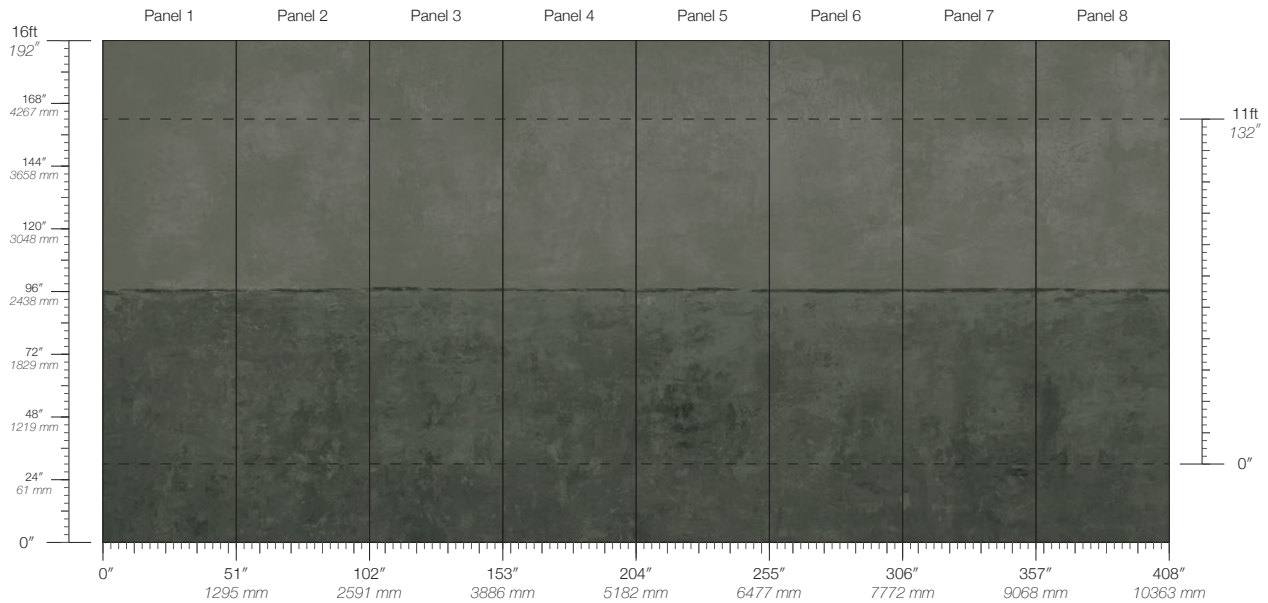 Panel 1 Panel 2 Panel 3 Panel 4 Panel 5 Panel 6 Panel 7 Panel 8
16ft
192″
168″
4267 mm
11ft
132″
144″
3658 mm
120″
3048 mm
96″
2438 mm
72″
1829 mm
48″
1219 mm
0″
24″
61 mm
0″
0″ 51″ 102″ 153″ 204″ 255″ 306″ 357″ 408″
1295 mm 2591 mm 3886 mm 5182 mm 6477 mm 7772 mm 9068 mm 10363 mm